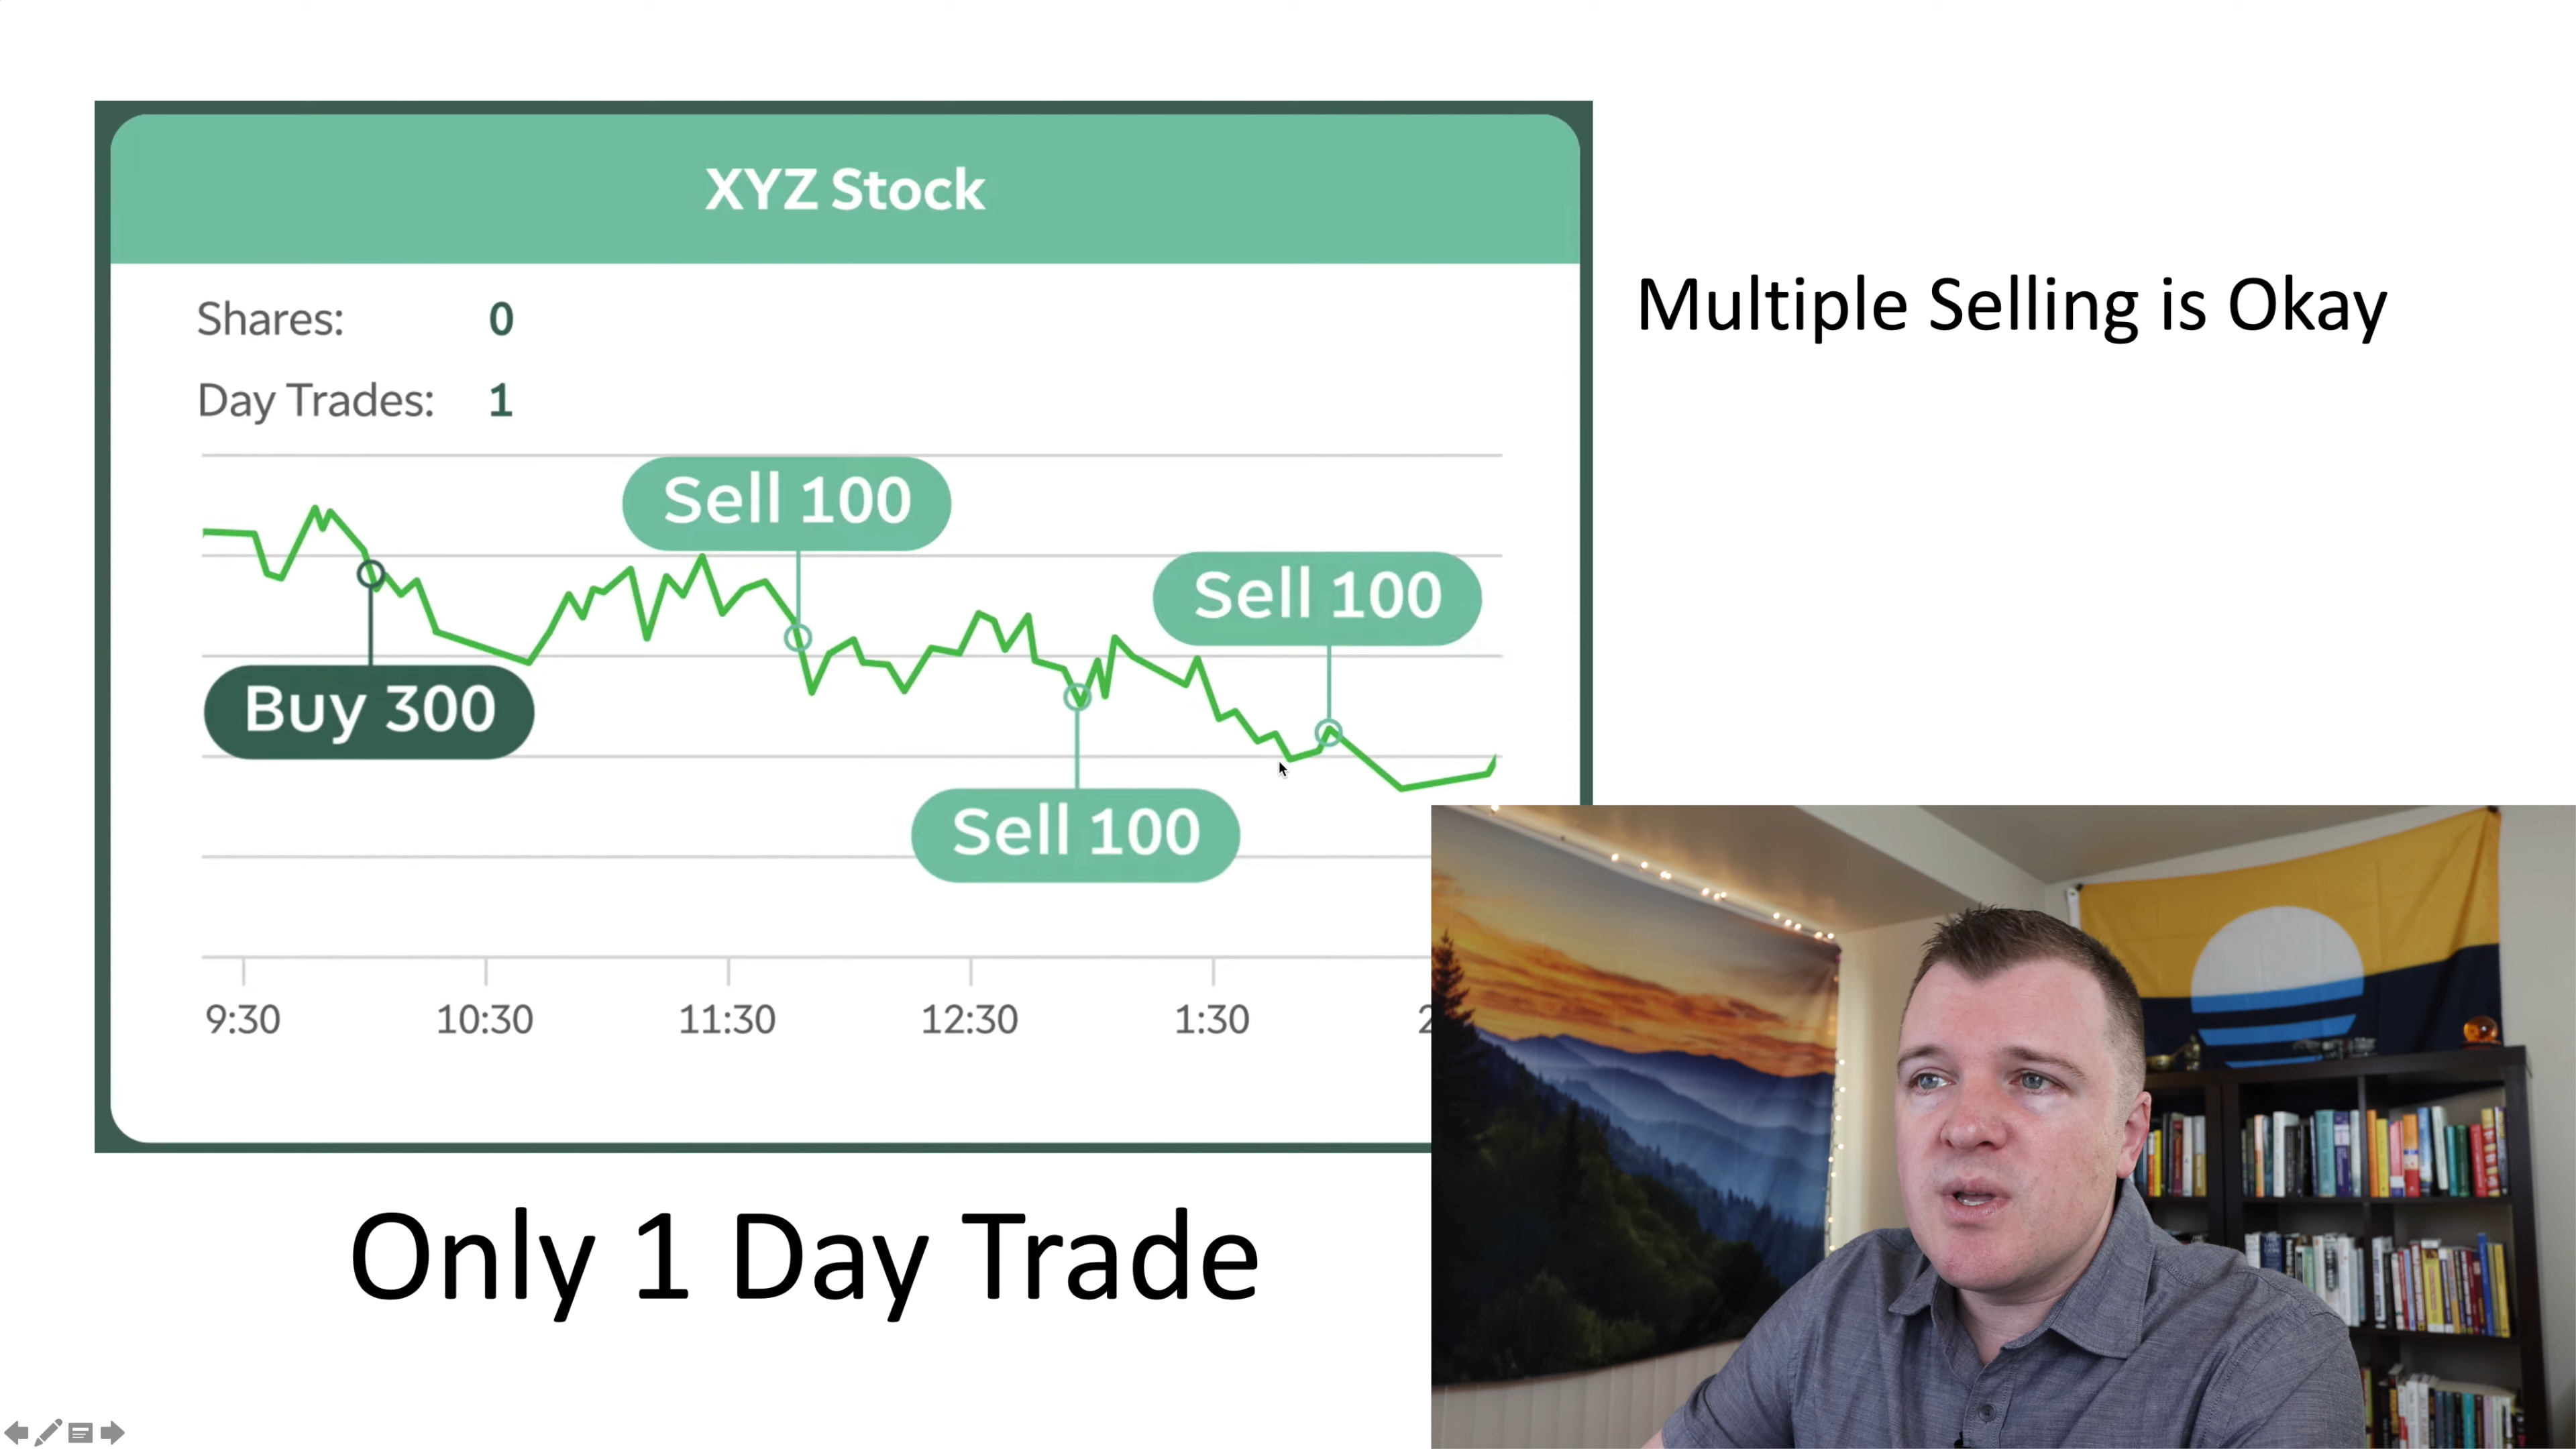 XYZ Stock
Multiple Selling is Okay
Shares: 0
Day Trades: 1
Sell 100
Sell 100
Buy 300
Sell 100
9:30 10:30 11:30 12:30 1:30
Only 1 Day Trade